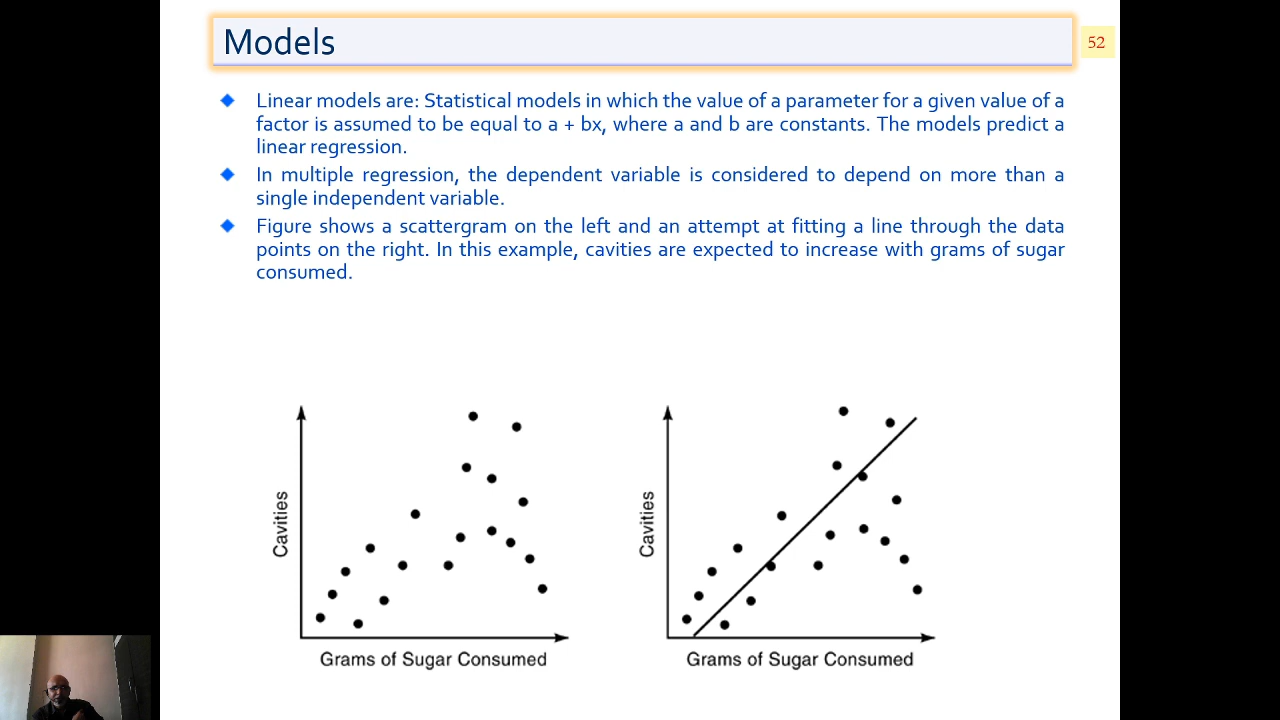 Models
52
Linear models are: Statistical models in which the value of a parameter for a given value of a
factor is assumed to be equal to a + bx, where a and b are constants. The models predict a
linear regression.
In multiple regression, the dependent variable is considered to depend on more than a
single independent variable.
Figure shows a scattergram on the left and an attempt at fitting a line through the data
points on the right. In this example, cavities are expected to increase with grams of sugar
consumed.
Cavities
Grams of Sugar Consumed
Cavities
Grams of Sugar Consumed